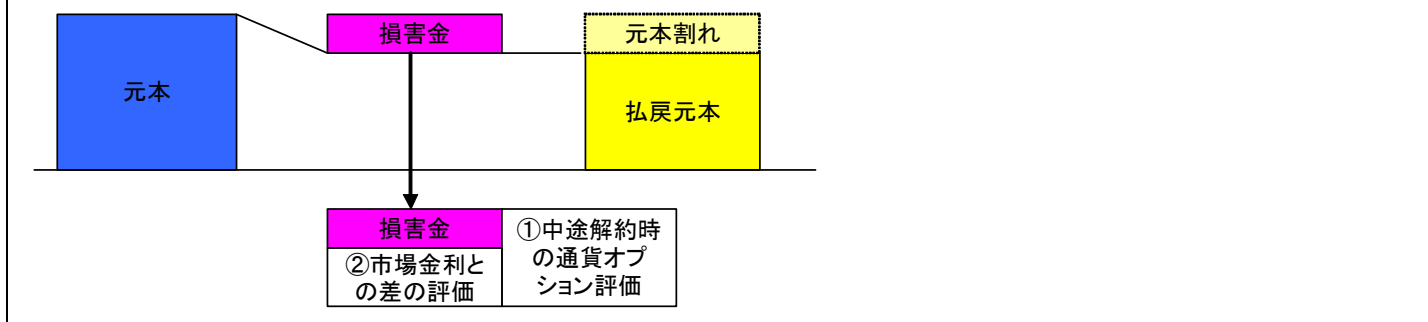 損害金
元本割れ
元本
払戻元本
損害金
②市場金利と
の差の評価
①中途解約時
の通貨オプ
ション評価